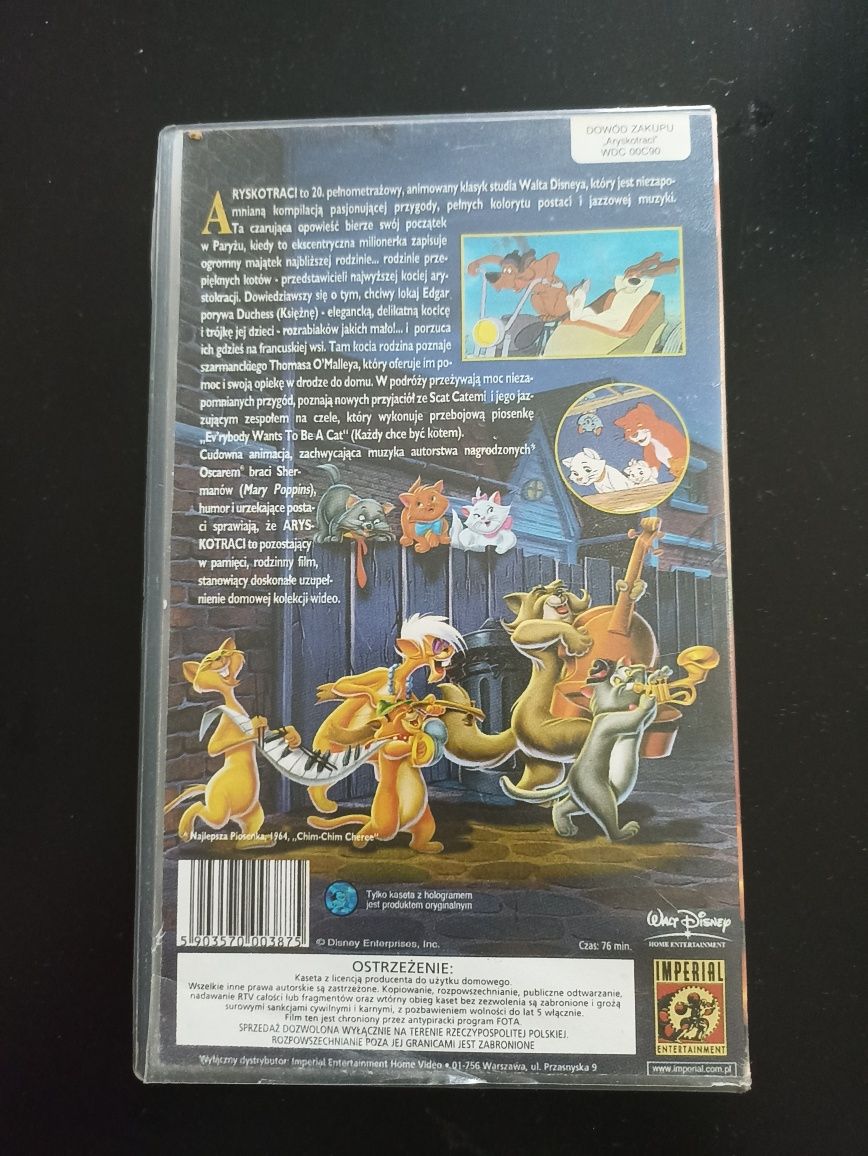 DOWÓD ZAKUPU
„Aryskotraci"
WDC 00C90
ARYSKOTRACI to 20. pełnometrażowy, animowany klasyk studia Walta Disneya, który jest niezapo-
mnianą kompilacją pasjonującej przygody, pełnych kolorytu postaci i jazzowej muzyki.
Ta czarująca opowieść bierze swój początek
w Paryżu, kiedy to ekscentryczna milionerka zapisuje
ogromny majątek najbliższej rodzinie... rodzinie prze-
pięknych kotów - przedstawicieli najwyższej kociej ary-
stokracji. Dowiedziawszy się o tym, chciwy lokaj Edgar
porywa Duchess (Księżnę) - elegancką, delikatną kocicę
i trójkę jej dzieci - rozrabiaków jakich mało!... i porzuca
ich gdzieś na francuskiej wsi. Tam kocia rodzina poznaje
szarmanckiego Thomasa O'Malleya, który oferuje im po-
moc i swoją opiekę w drodze do domu. W podróży przeżywają moc nieza-
pomnianych przygód, poznają nowych przyjaciół ze Scat Catem i jego jaz-
zującym zespołem na czele, który wykonuje przebojową piosenkę
„Ev'rybody Wants To Be A Cat" (Każdy chce być kotem).
Cudowna animacja, zachwycająca muzyka autorstwa nagrodzonych*
Oscarem® braci Sher-
manów (Mary Poppins),
humor i urzekające posta-
ci sprawiają, że ARYS-
KOTRACI to pozostający
w pamięci, rodzinny film,
stanowiący doskonałe uzupeł-
nienie domowej kolekcji wideo.
* Najlepsza Piosenka, 1964, „Chim-Chim Cheree"
Tylko kaseta z hologramem
jest produktem oryginalnym
5 903570 003875
© Disney Enterprises, Inc.
Czas: 76 min.
Walt Disney
HOME ENTERTAINMENT
OSTRZEŻENIE:
Kaseta z licencją producenta do użytku domowego.
Wszelkie inne prawa autorskie są zastrzeżone. Kopiowanie, rozpowszechnianie, publiczne odtwarzanie,
nadawanie RTV całości lub fragmentów oraz wtórny obieg kaset bez zezwolenia są zabronione i grożą
surowymi sankcjami cywilnymi i karnymi, z pozbawieniem wolności do lat 5 włącznie.
Film ten jest chroniony przez antypiracki program FOTA.
SPRZEDAŻ DOZWOLONA WYŁĄCZNIE NA TERENIE RZECZYPOSPOLITEJ POLSKIEJ.
ROZPOWSZECHNIANIE POZA JEJ GRANICAMI JEST ZABRONIONE
IMPERIAL
ENTERTAINMENT
Wyłączny dystrybutor: Imperial Entertainment Home Video • 01-756 Warszawa, ul. Przasnyska 9
www.imperial.com.pl